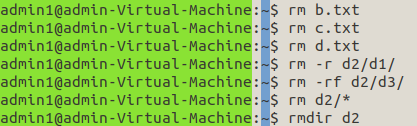 admin1@admin-Virtual-Machine:~$ rm b.txt
admin1@admin-Virtual-Machine:~$ rm c.txt
admin1@admin-Virtual-Machine:~$ rm d.txt
admin1@admin-Virtual-Machine:~$ rm -r d2/d1/
admin1@admin-Virtual-Machine:~$ rm -rf d2/d3/
admin1@admin-Virtual-Machine:~$ rm d2/*
admin1@admin-Virtual-Machine:~$ rmdir d2